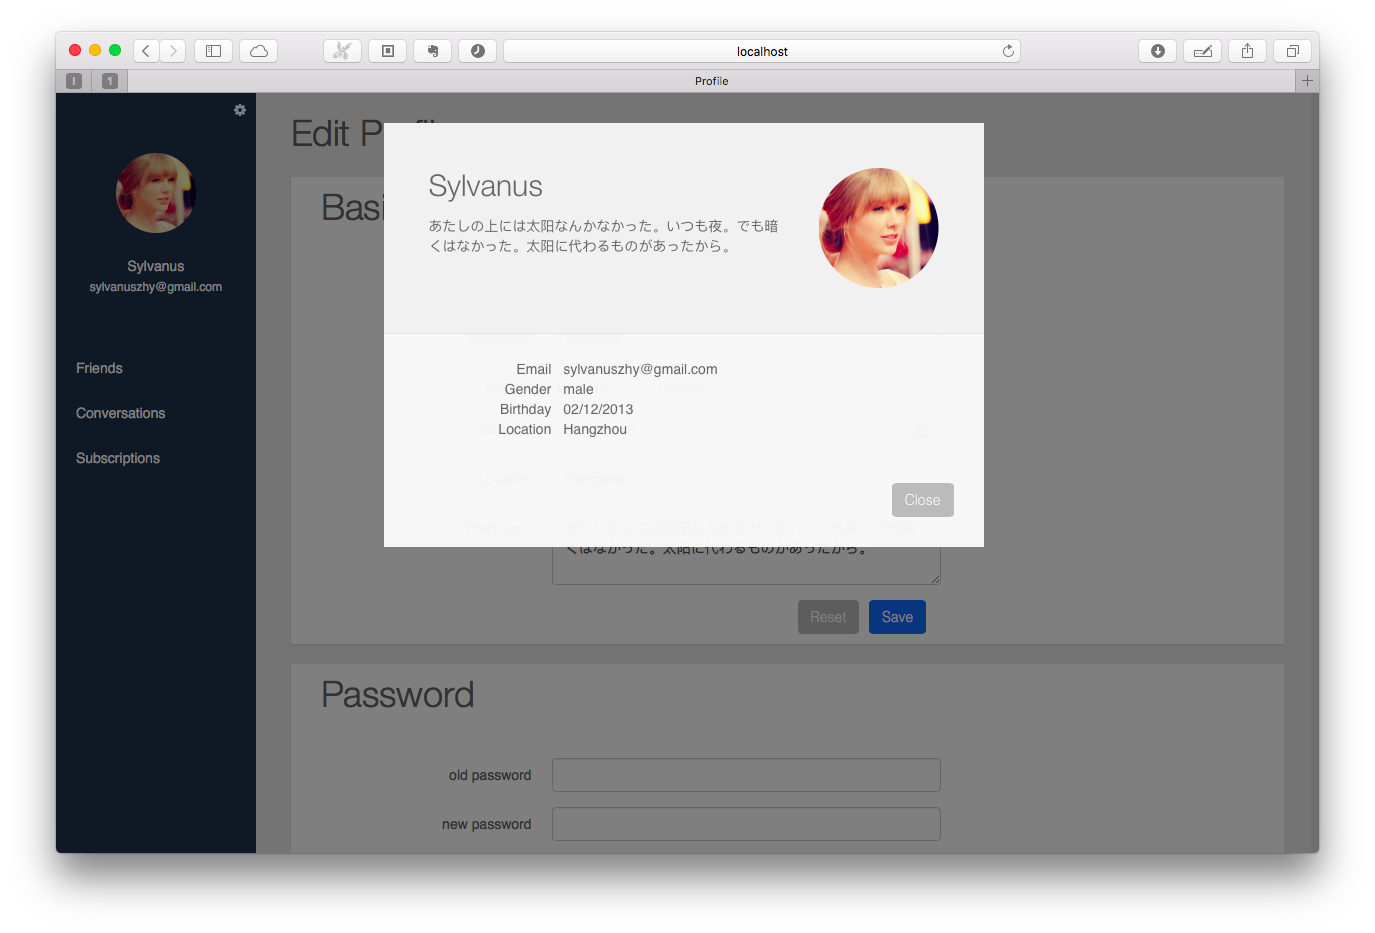 localhost
Profile
Edit Profil
Sylvanus
sylvanuszhy@gmail.com
Friends
Conversations
Subscriptions
Basi
Sylvanus
あたしの上には太阳なんかなかった。いつも夜。でも暗
くはなかった。太阳に代わるものがあったから。
Email sylvanuszhy@gmail.com
Gender male
Birthday 02/12/2013
Location Hangzhou
Close
くはなかった。太阳に代わるものがあったから。
Reset Save
Password
old password
new password